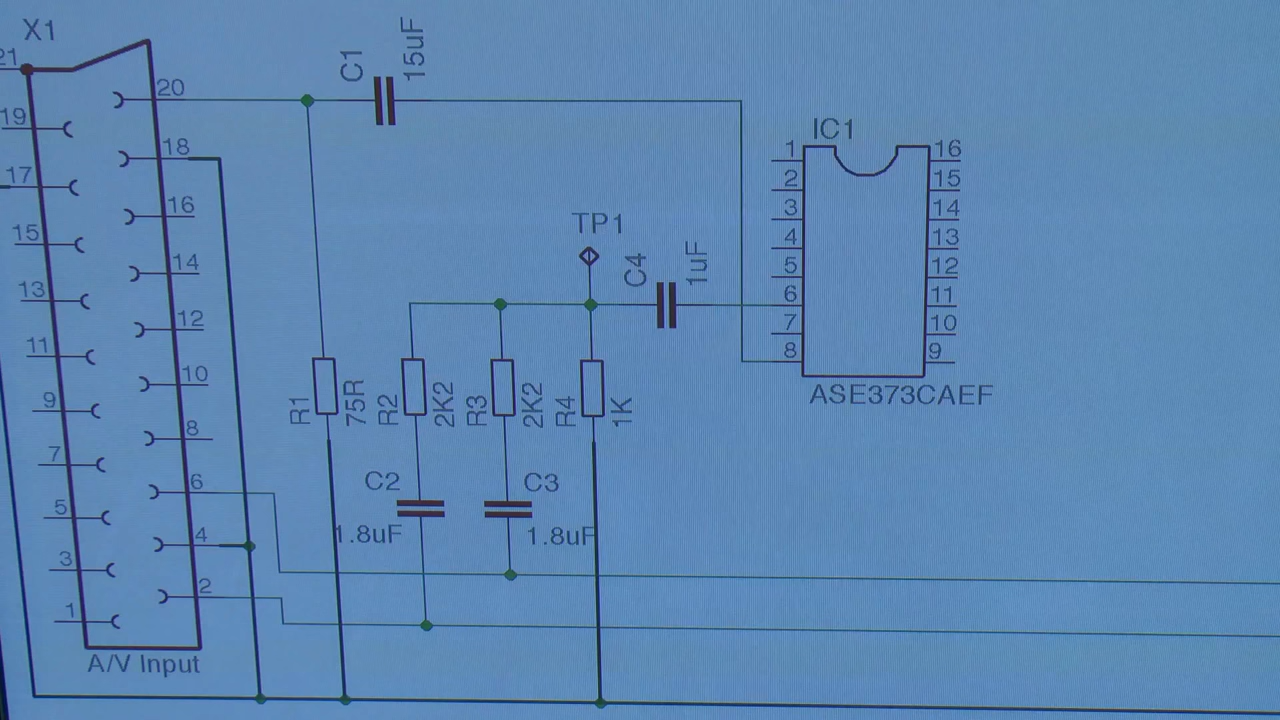 X1
21
20
19
18
17
16
15
14
13
12
11
10
9
8
7
6
5
4
3
2
1
A/V Input
C1
15uF
TP1
C4
1uF
R1
75R
R2
2K2
R3
2K2
R4
1K
C2
1.8uF
C3
1.8uF
IC1
1
2
3
4
5
6
7
8
16
15
14
13
12
11
10
9
ASE373CAEF